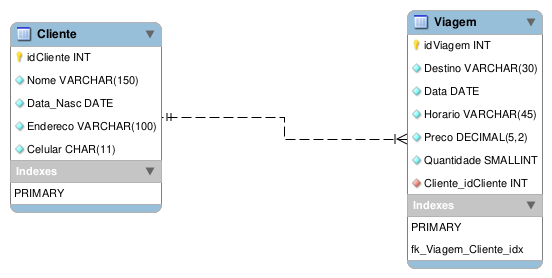 Cliente
idCliente INT
Nome VARCHAR(150)
Data_Nasc DATE
Endereco VARCHAR(100)
Celular CHAR(11)
Indexes
PRIMARY
Viagem
idViagem INT
Destino VARCHAR(30)
Data DATE
Horario VARCHAR(45)
Preco DECIMAL(5,2)
Quantidade SMALLINT
Cliente_idCliente INT
Indexes
PRIMARY
fk_Viagem_Cliente_idx